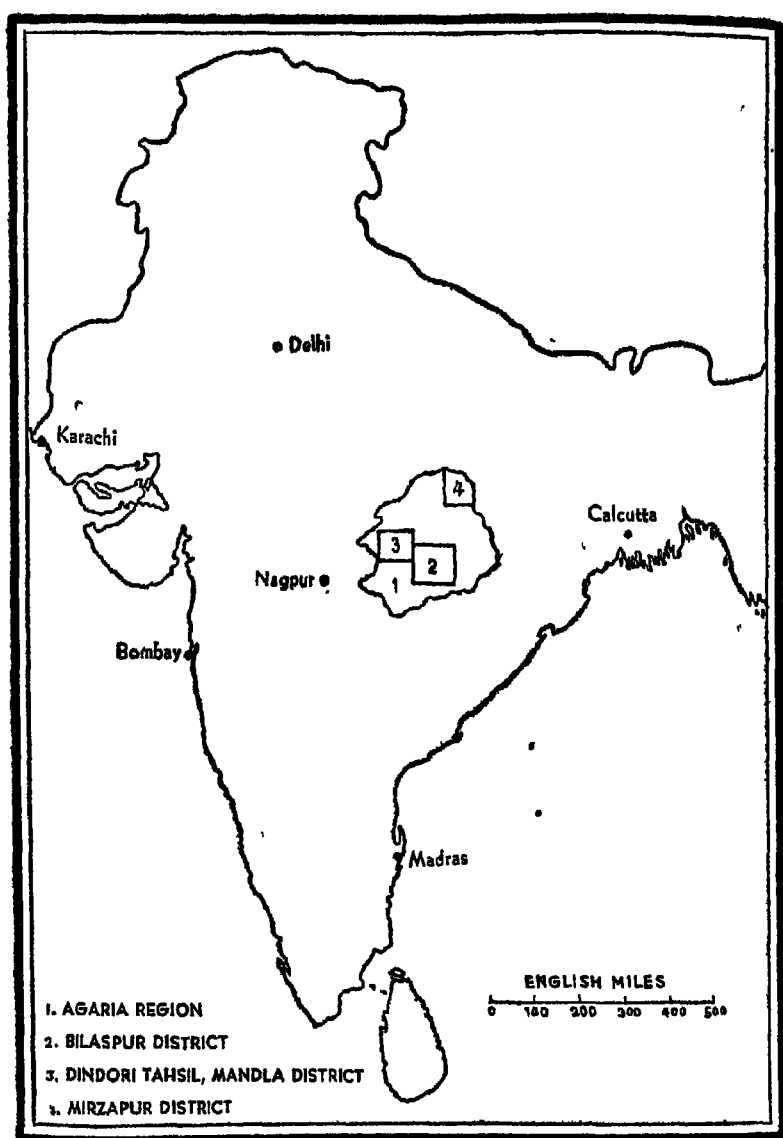 Delhi
Karachi
4
Calcutta
3
2
Nagpur
1
Bombay
Madras
ENGLISH MILES
0 100 200 300 400 500
1. AGARIA REGION
2. BILASPUR DISTRICT
3. DINDORI TAHSIL, MANDLA DISTRICT
MIRZAPUR DISTRICT